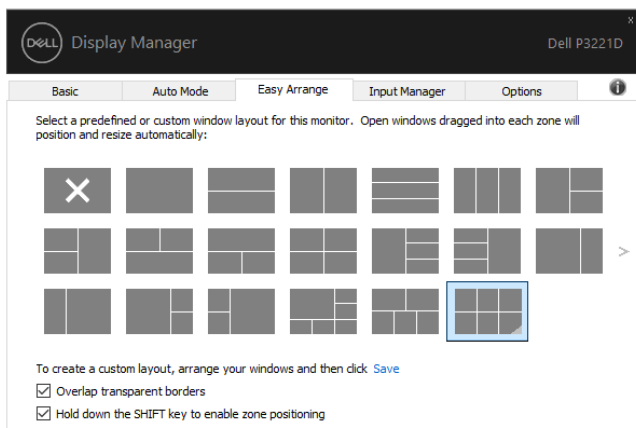 DELL Display Manager
x
Dell P3221D
Basic Auto Mode Easy Arrange Input Manager Options i
Select a predefined or custom window layout for this monitor. Open windows dragged into each zone will
position and resize automatically:
>
To create a custom layout, arrange your windows and then click Save
Overlap transparent borders
Hold down the SHIFT key to enable zone positioning